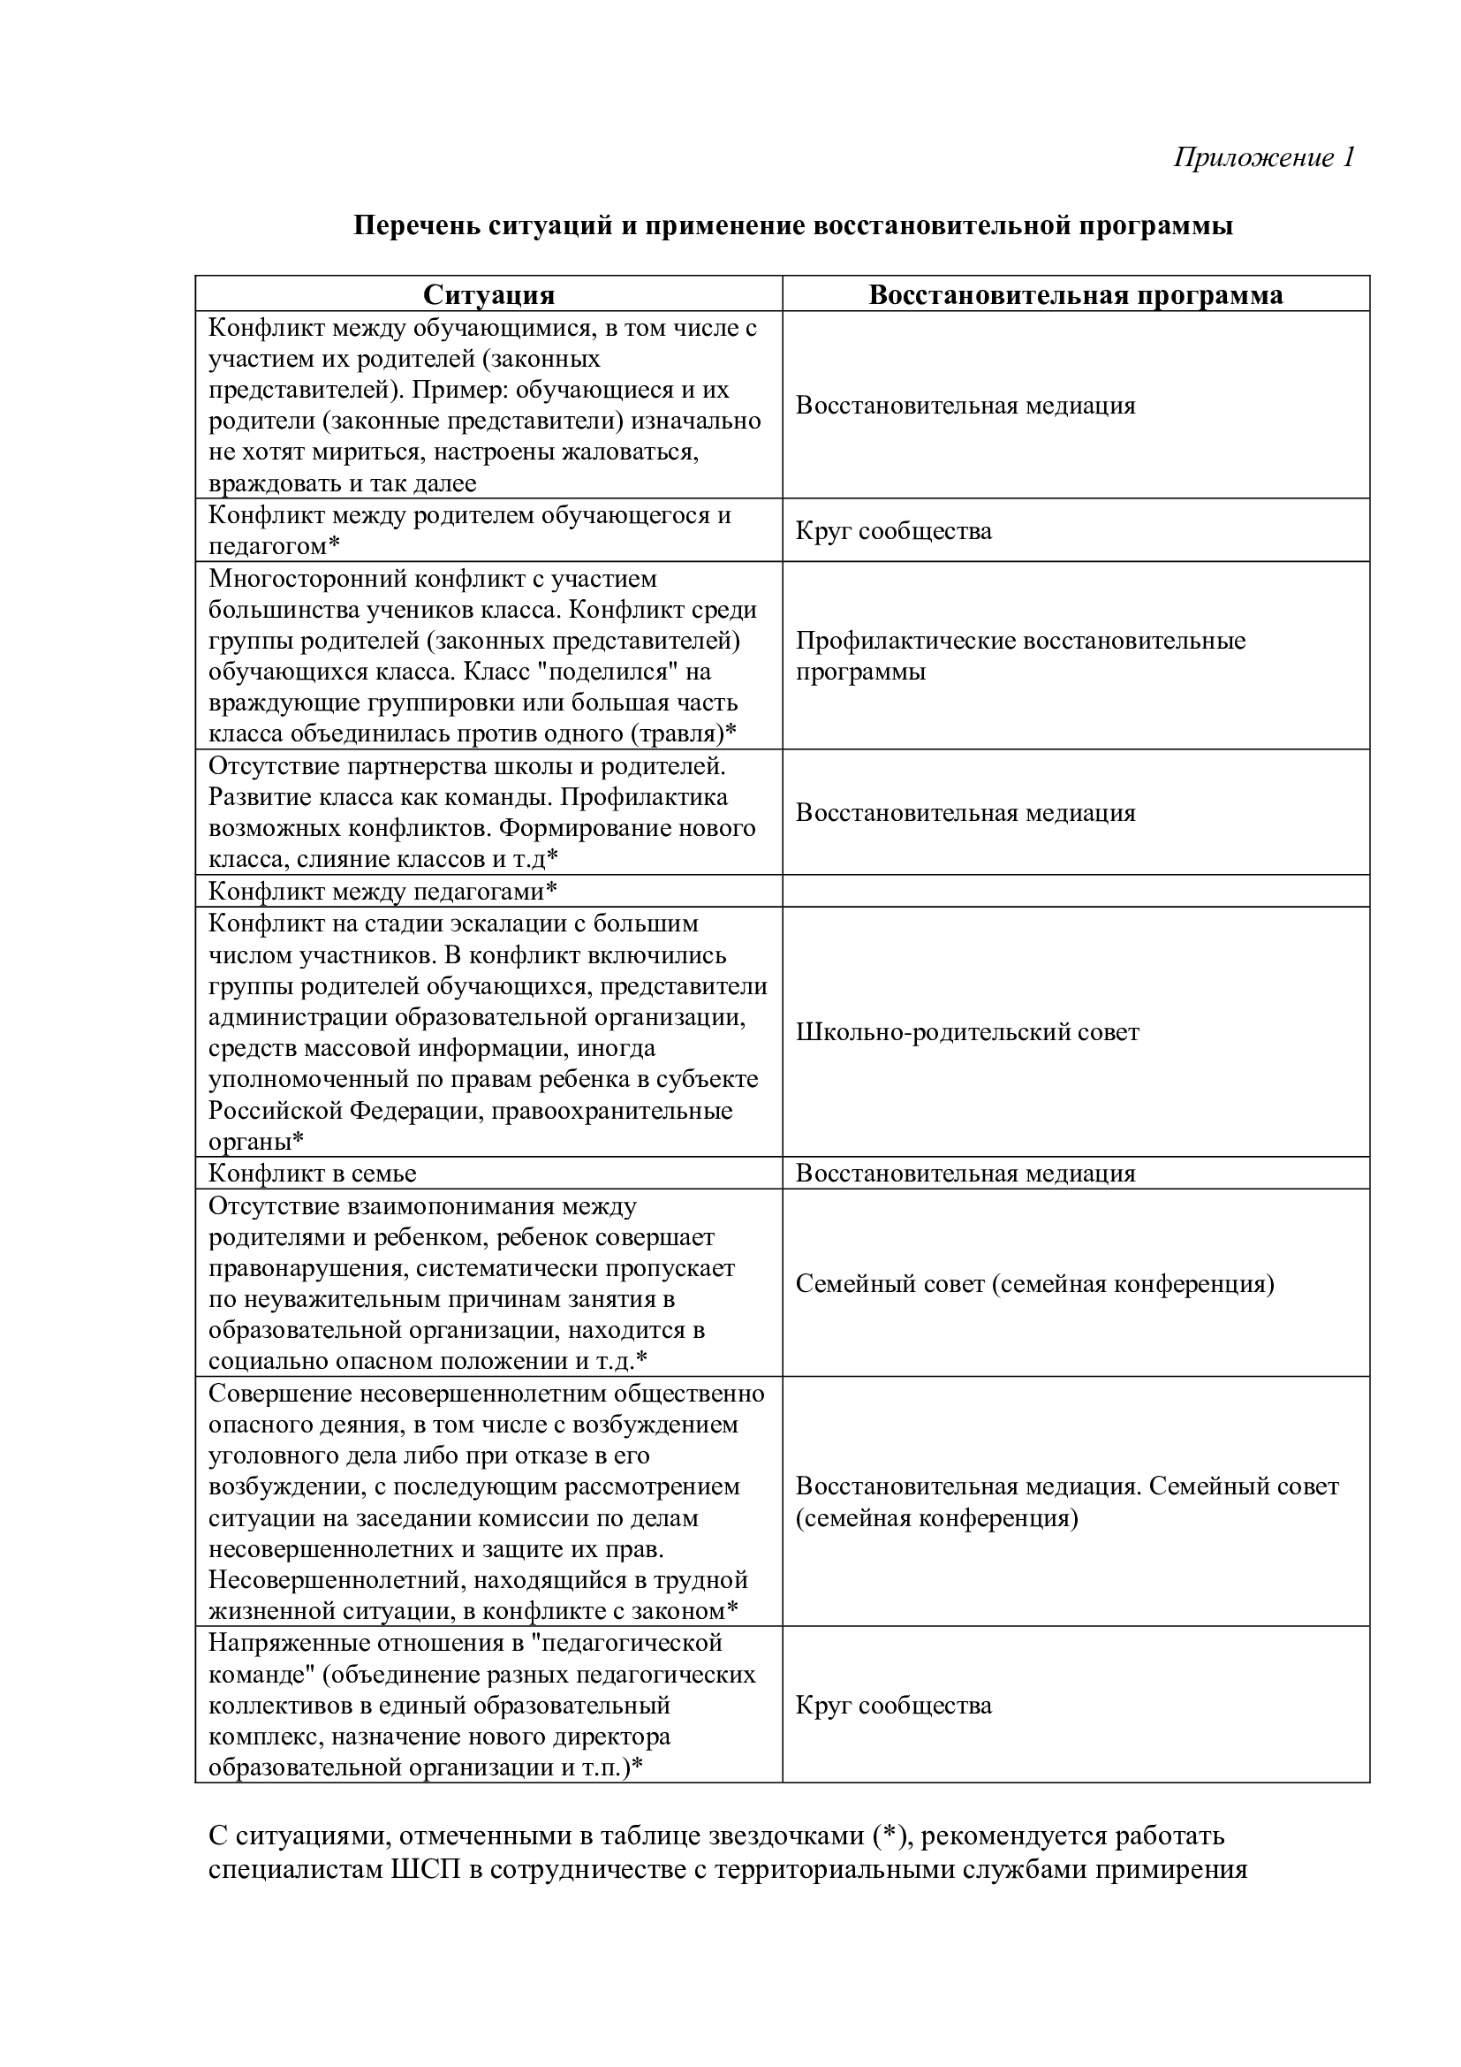 Приложение 1
Перечень ситуаций и применение восстановительной программы
Ситуация
Восстановительная программа
Конфликт между обучающимися, в том числе с
участием их родителей (законных
представителей). Пример: обучающиеся и их
родители (законные представители) изначально
не хотят мириться, настроены жаловаться,
враждовать и так далее
Восстановительная медиация
Конфликт между родителем обучающегося и
педагогом*
Круг сообщества
Многосторонний конфликт с участием
большинства учеников класса. Конфликт среди
группы родителей (законных представителей)
обучающихся класса. Класс "поделился" на
враждующие группировки или большая часть
класса объединилась против одного (травля)*
Профилактические восстановительные
программы
Отсутствие партнерства школы и родителей.
Развитие класса как команды. Профилактика
возможных конфликтов. Формирование нового
класса, слияние классов и т.д*
Восстановительная медиация
Конфликт между педагогами*
Конфликт на стадии эскалации с большим
числом участников. В конфликт включились
группы родителей обучающихся, представители
администрации образовательной организации,
средств массовой информации, иногда
уполномоченный по правам ребенка в субъекте
Российской Федерации, правоохранительные
органы*
Школьно-родительский совет
Конфликт в семье
Восстановительная медиация
Отсутствие взаимопонимания между
родителями и ребенком, ребенок совершает
правонарушения, систематически пропускает
по неуважительным причинам занятия в
образовательной организации, находится в
социально опасном положении и т.д.*
Семейный совет (семейная конференция)
Совершение несовершеннолетним общественно
опасного деяния, в том числе с возбуждением
уголовного дела либо при отказе в его
возбуждении, с последующим рассмотрением
ситуации на заседании комиссии по делам
несовершеннолетних и защите их прав.
Несовершеннолетний, находящийся в трудной
жизненной ситуации, в конфликте с законом*
Восстановительная медиация. Семейный совет
(семейная конференция)
Напряженные отношения в "педагогической
команде" (объединение разных педагогических
коллективов в единый образовательный
комплекс, назначение нового директора
образовательной организации и т.п.)*
Круг сообщества
С ситуациями, отмеченными в таблице звездочками (*), рекомендуется работать
специалистам ШСП в сотрудничестве с территориальными службами примирения